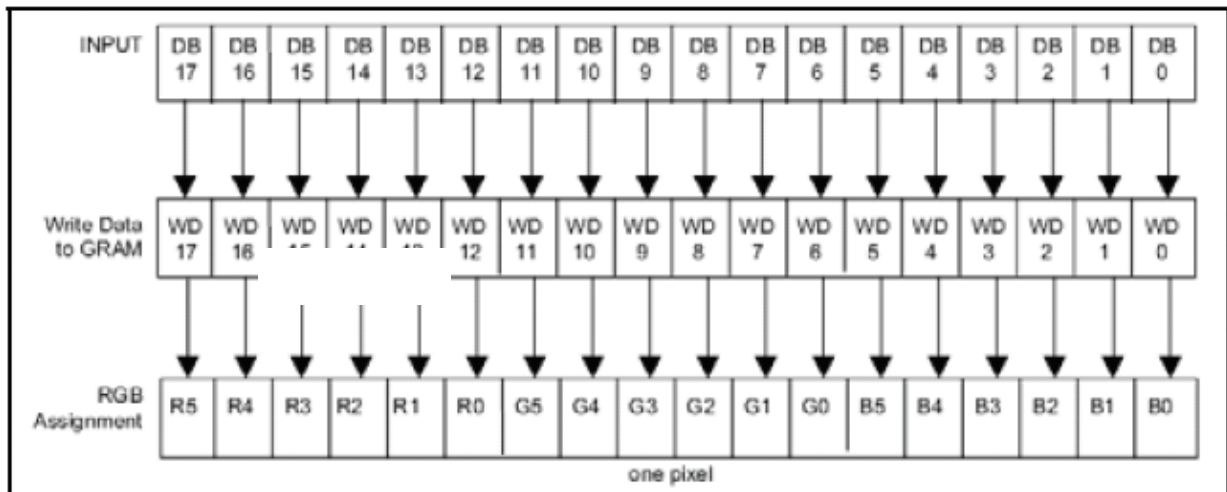 INPUT DB DB DB DB DB DB DB DB DB DB DB DB DB DB DB DB DB DB
17 16 15 14 13 12 11 10 9 8 7 6 5 4 3 2 1 0
Write Data WD WD WD WD WD WD WD WD WD WD WD WD WD WD WD WD WD WD
to GRAM 17 16 12 11 10 9 8 7 6 5 4 3 2 1 0
RGB R5 R4 R3 R2 R1 R0 G5 G4 G3 G2 G1 G0 B5 B4 B3 B2 B1 B0
Assignment
one pixel